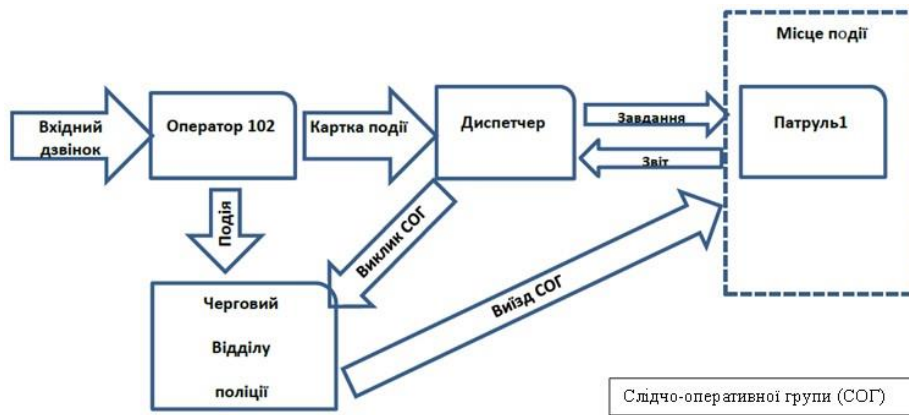 Місце події
Вхідний
дзвінок
Оператор 102
Картка події
Диспетчер
Завдання
Звіт
Патруль1
Подія
Виклик СОГ
Виїзд СОГ
Черговий
Відділу
поліції
Слідчо-оперативної групи (СОГ)